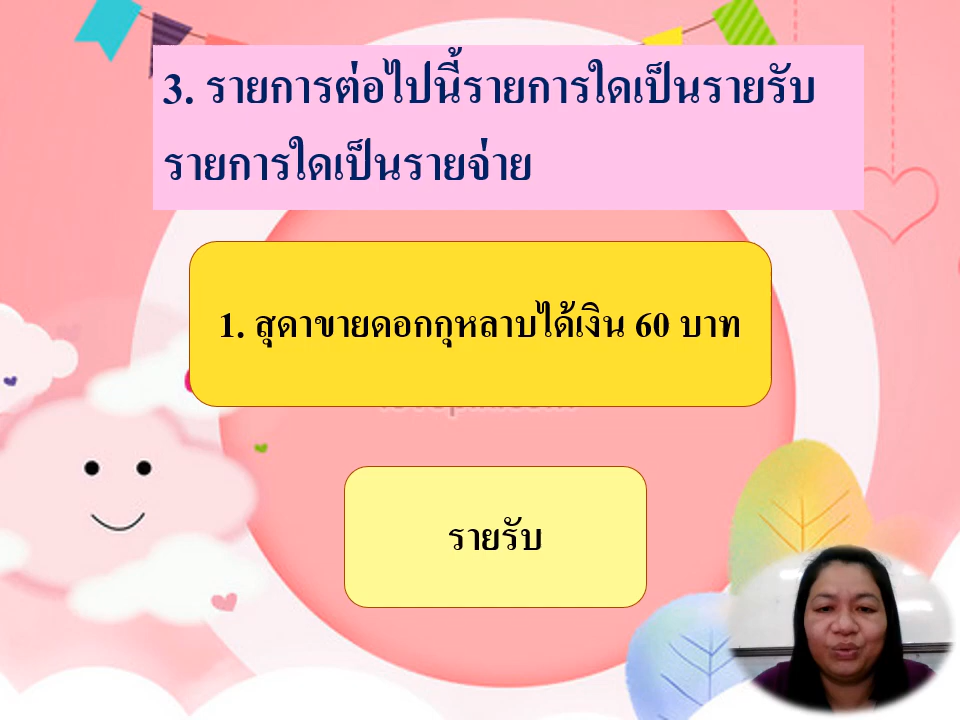 3. รายการต่อไปนี้รายการใดเป็นรายรับ
รายการใดเป็นรายจ่าย
1. สุดาขายดอกกุหลาบได้เงิน 60 บาท
รายรับ